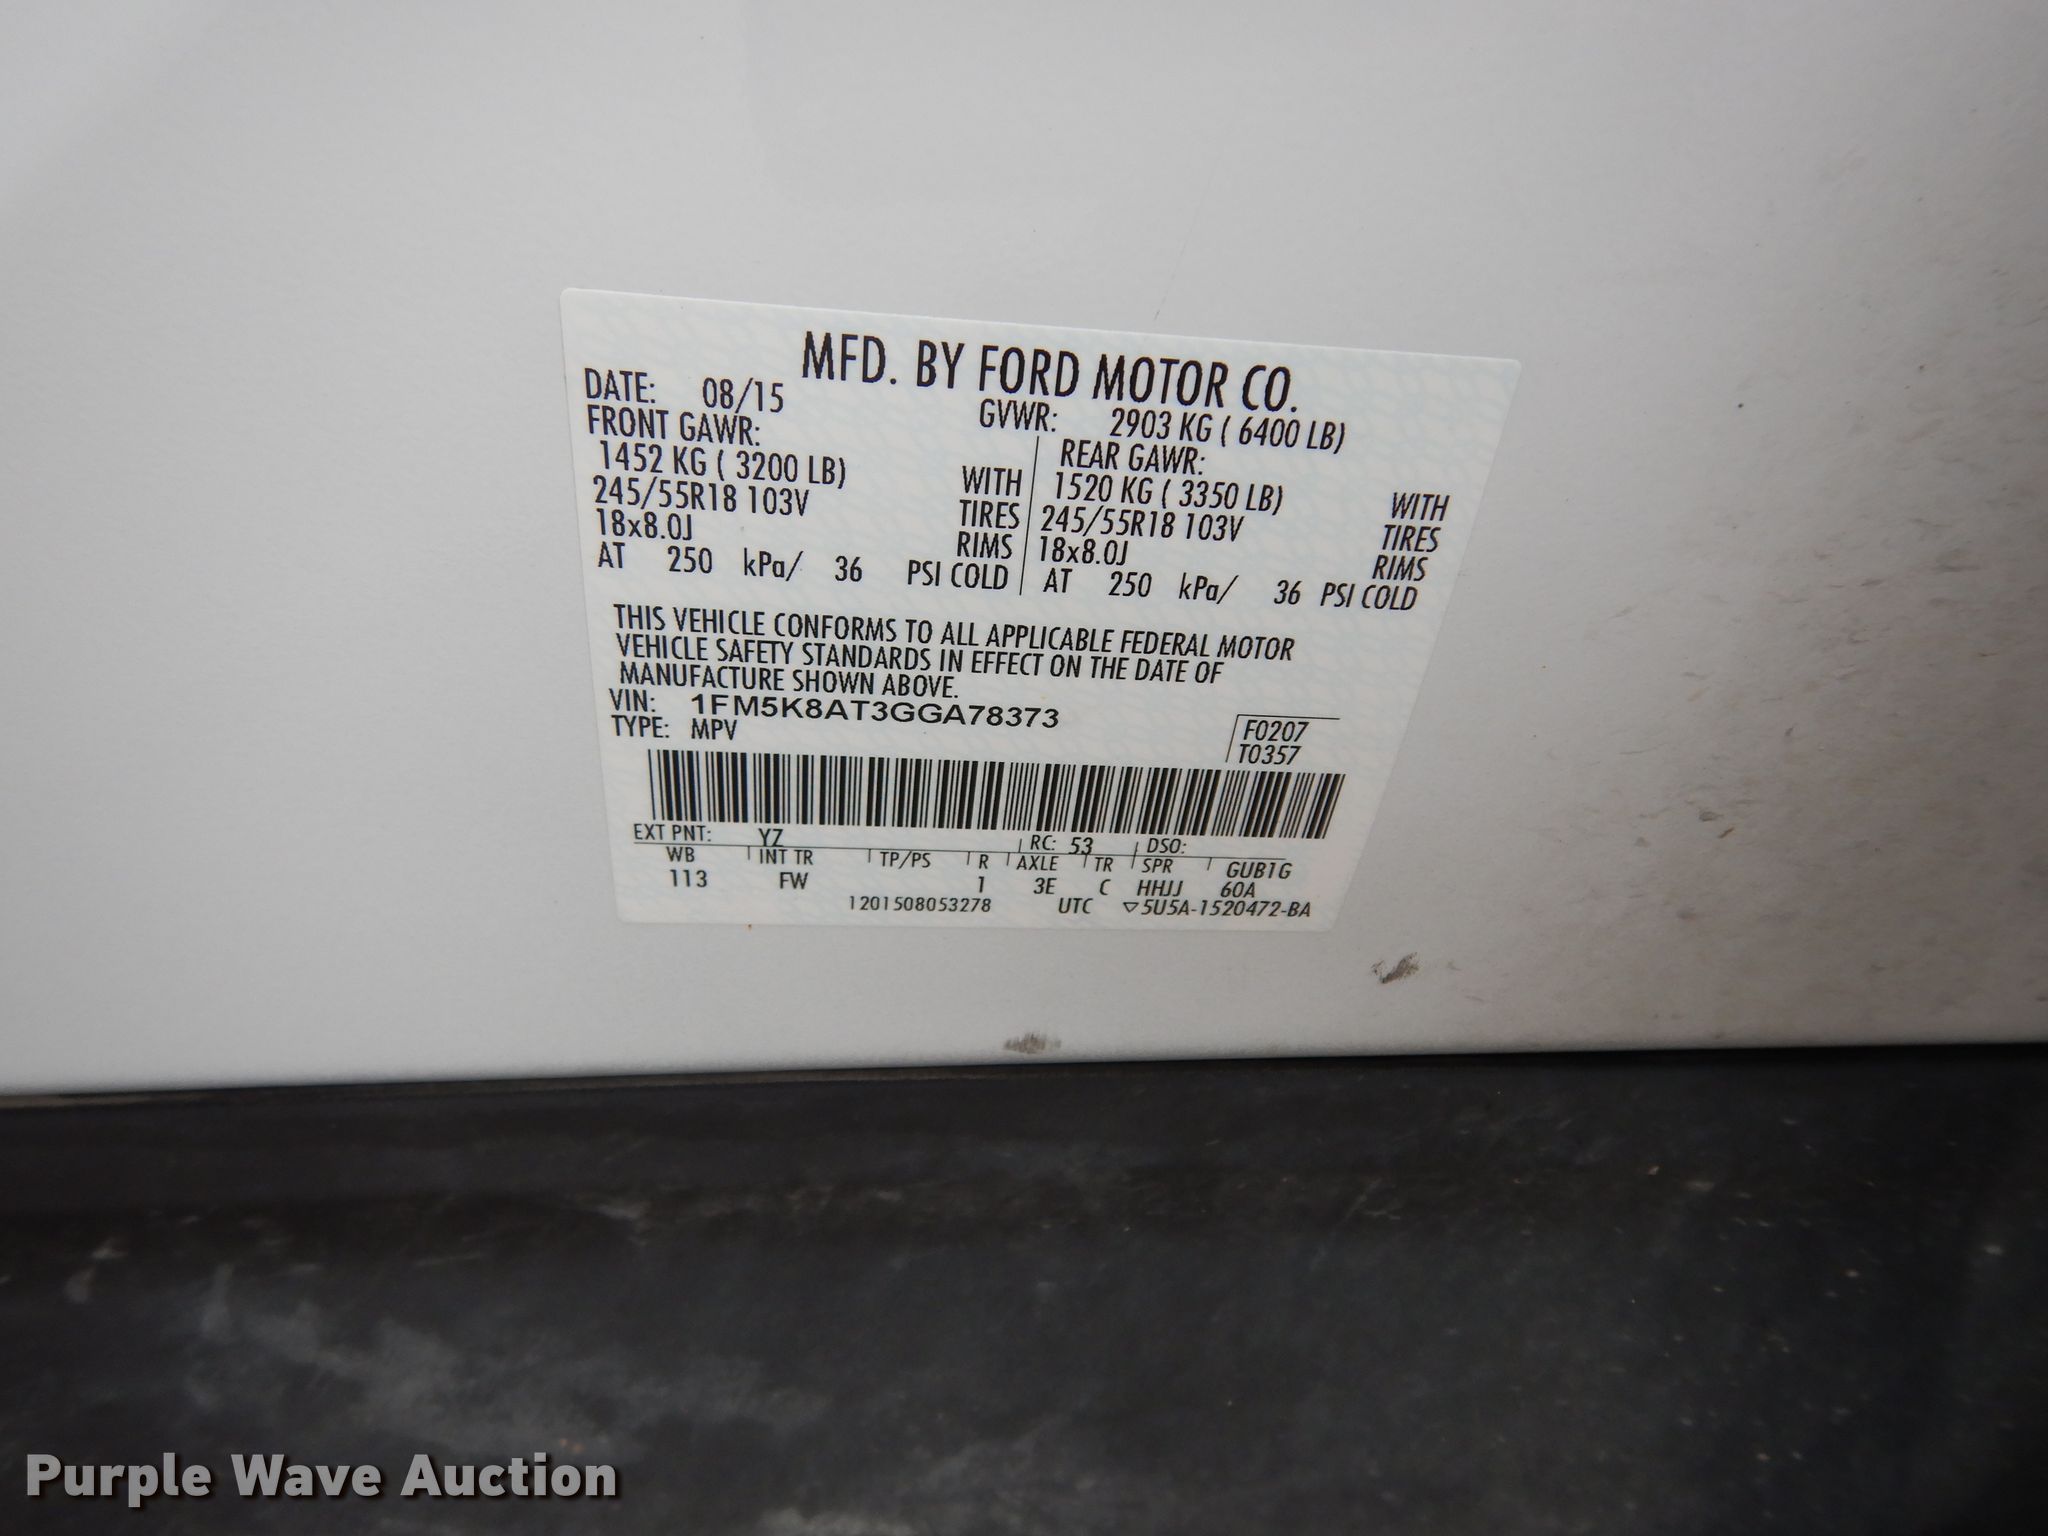 MFD. BY FORD MOTOR CO.
DATE: 08/15 GVWR: 2903 KG ( 6400 LB)
FRONT GAWR: REAR GAWR:
1452 KG ( 3200 LB) WITH 1520 KG ( 3350 LB) WITH
245/55R18 103V TIRES 245/55R18 103V TIRES
18x8.0J RIMS 18x8.0J RIMS
AT 250 kPa/ 36 PSI COLD AT 250 kPa/ 36 PSI COLD
THIS VEHICLE CONFORMS TO ALL APPLICABLE FEDERAL MOTOR
VEHICLE SAFETY STANDARDS IN EFFECT ON THE DATE OF
MANUFACTURE SHOWN ABOVE.
VIN: 1FM5K8AT3GGA78373
TYPE: MPV
F0207
T0357
EXT PNT: YZ RC: 53 DSO:
WB INT TR TP/PS R AXLE TR SPR GUB1G
113 FW 1 3E C HHJJ 60A
1201508053278 UTC ▽5U5A-1520472-BA
Purple Wave Auction